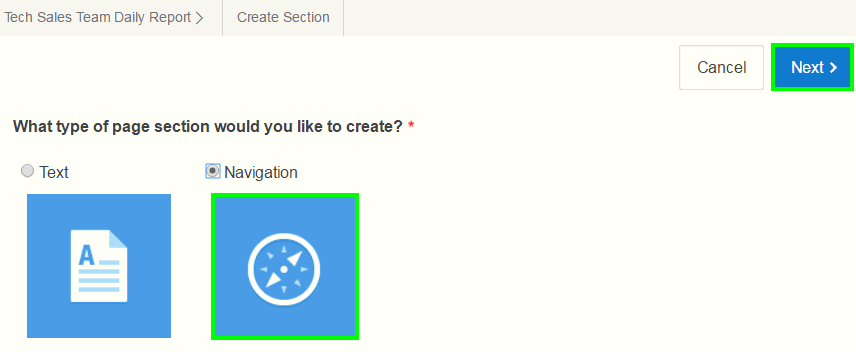 Tech Sales Team Daily Report
Create Section
Cancel
Next
What type of page section would you like to create? *
Text
Navigation
A